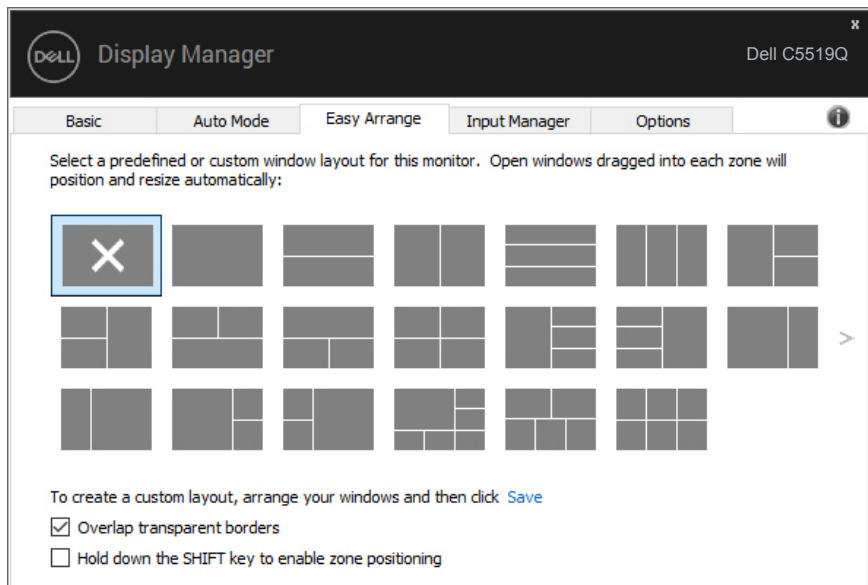 x
DELL
Display Manager
Dell C5519Q
Basic
Auto Mode
Easy Arrange
Input Manager
Options
i
Select a predefined or custom window layout for this monitor.  Open windows dragged into each zone will
position and resize automatically:
>
To create a custom layout, arrange your windows and then click  Save
Overlap transparent borders
Hold down the SHIFT key to enable zone positioning